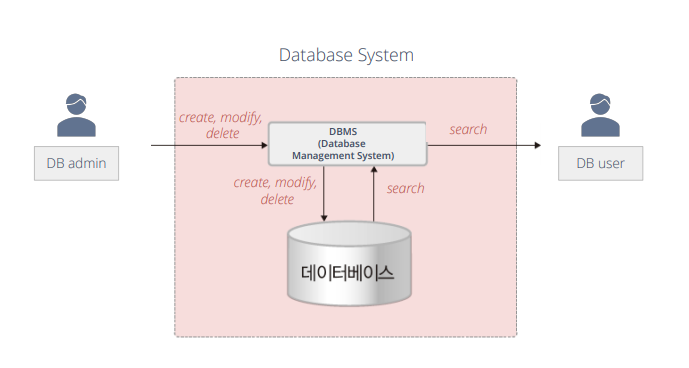 Database System
create, modify,
delete
DBMS
(Database
Management System)
search
DB admin
DB user
create, modify,
delete
search
데이터베이스